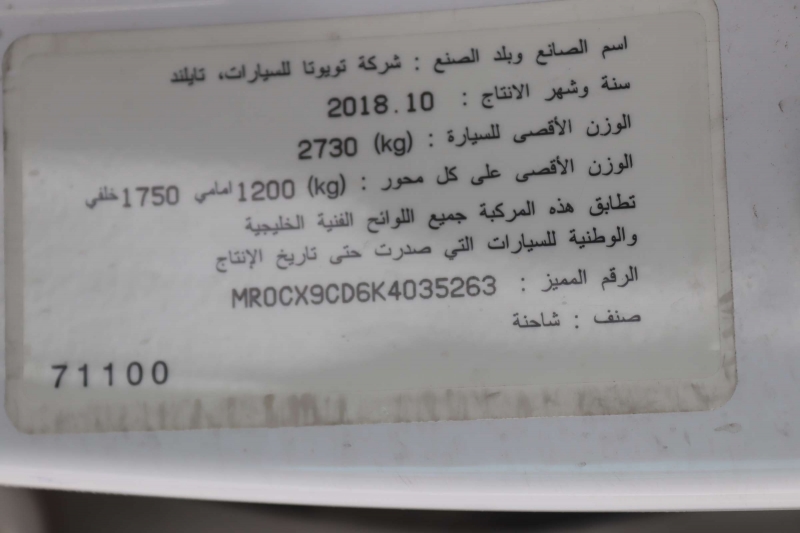 اسم الصانع وبلد الصنع : شركة تويوتا للسيارات، تايلند
سنة وشهر الانتاج : 2018.10
الوزن الأقصى للسيارة : (kg) 2730
الوزن الأقصى على كل محور : (kg) 1200 امامي 1750 خلفي
تطابق هذه المركبة جميع اللوائح الفنية الخليجية
والوطنية للسيارات التي صدرت حتى تاريخ الإنتاج
الرقم المميز : MR0CX9CD6K4035263
صنف : شاحنة
71100